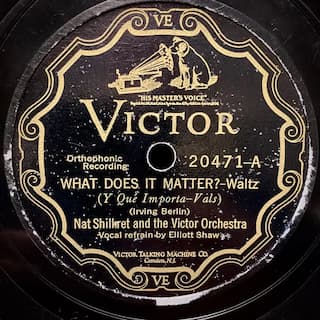 VE
"HIS MASTER'S VOICE"
VICTOR
Orthophonic
Recording
20471-A
WHAT DOES IT MATTER?-Waltz
(Y Qué Importa-Vals)
(Irving Berlin)
Nat Shilkret and the Victor Orchestra
Vocal refrain by Elliott Shaw
VICTOR TALKING MACHINE CO.
Camden, N.J.
VE